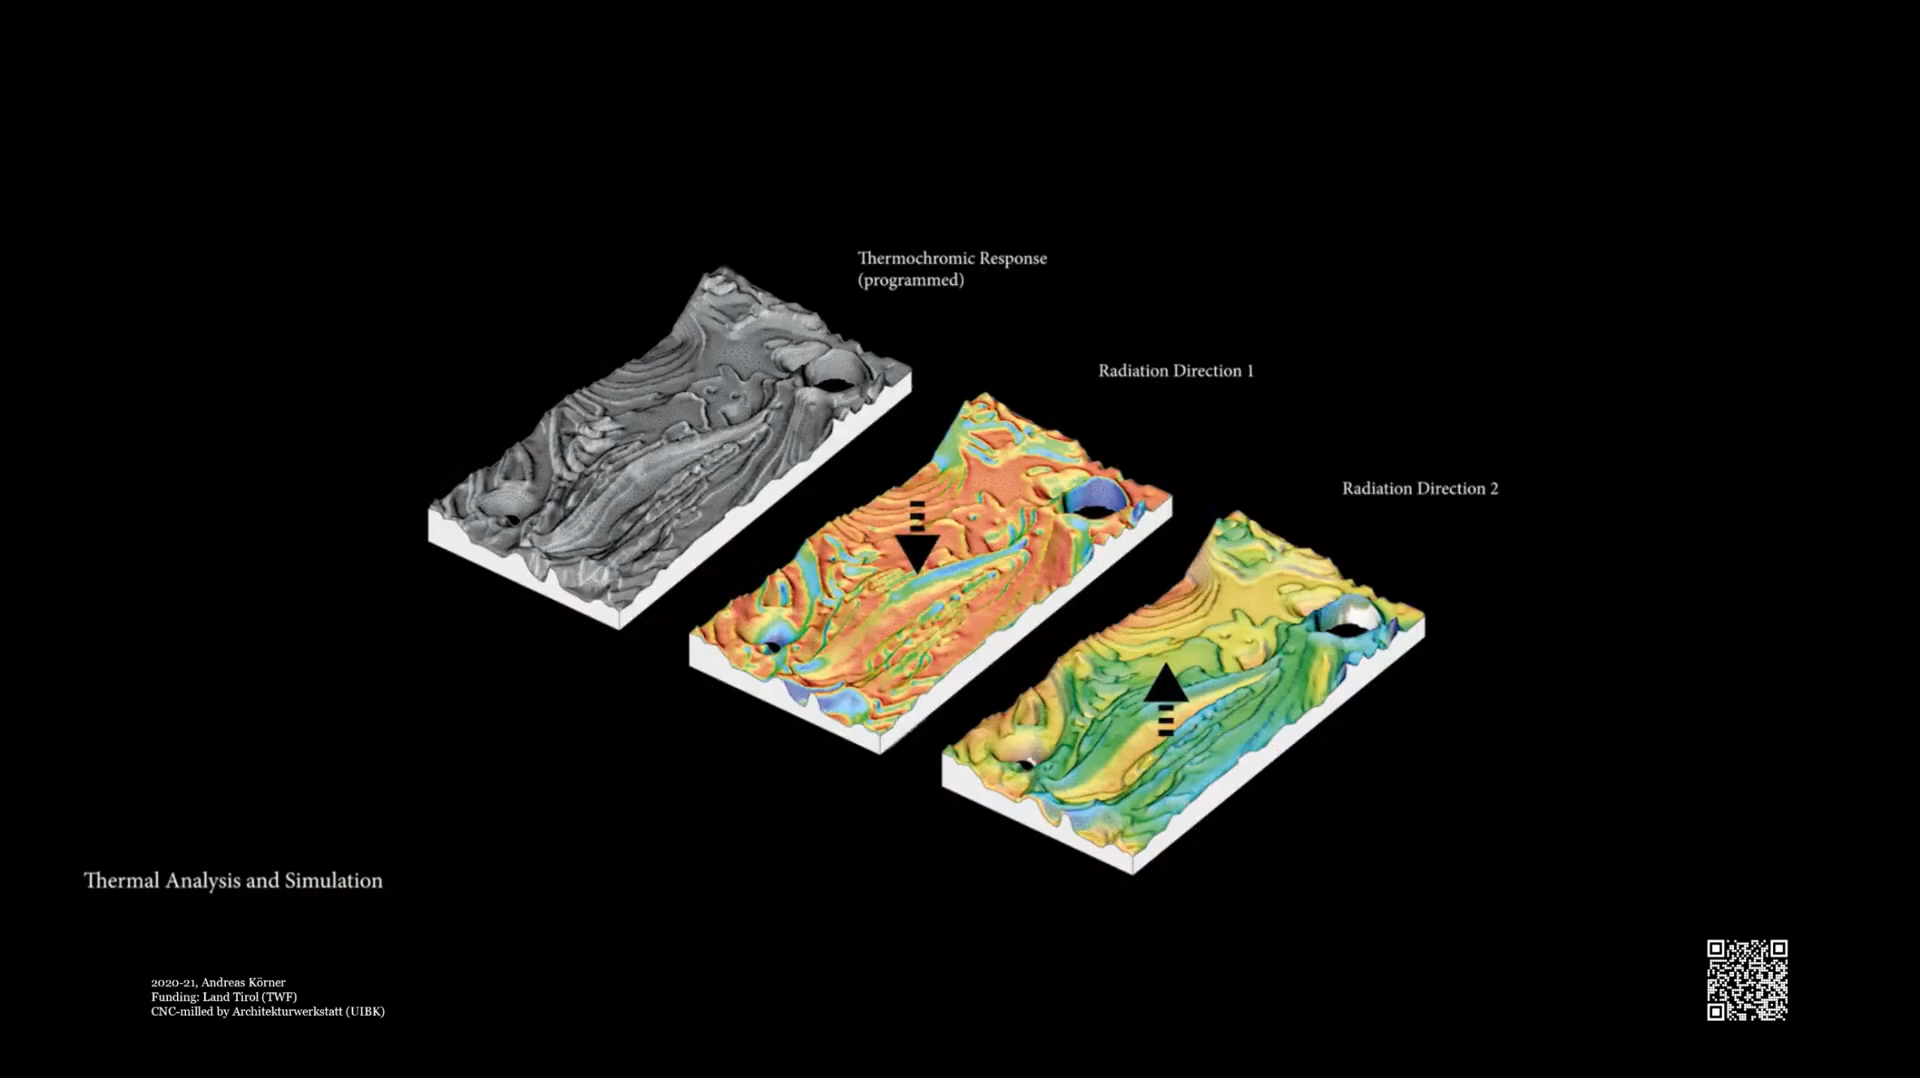 Thermochromic Response
(programmed)
Radiation Direction 1
Radiation Direction 2
Thermal Analysis and Simulation
2020-21, Andreas Körner
Funding: Land Tirol (TWF)
CNC-milled by Architekturwerkstatt (UIBK)